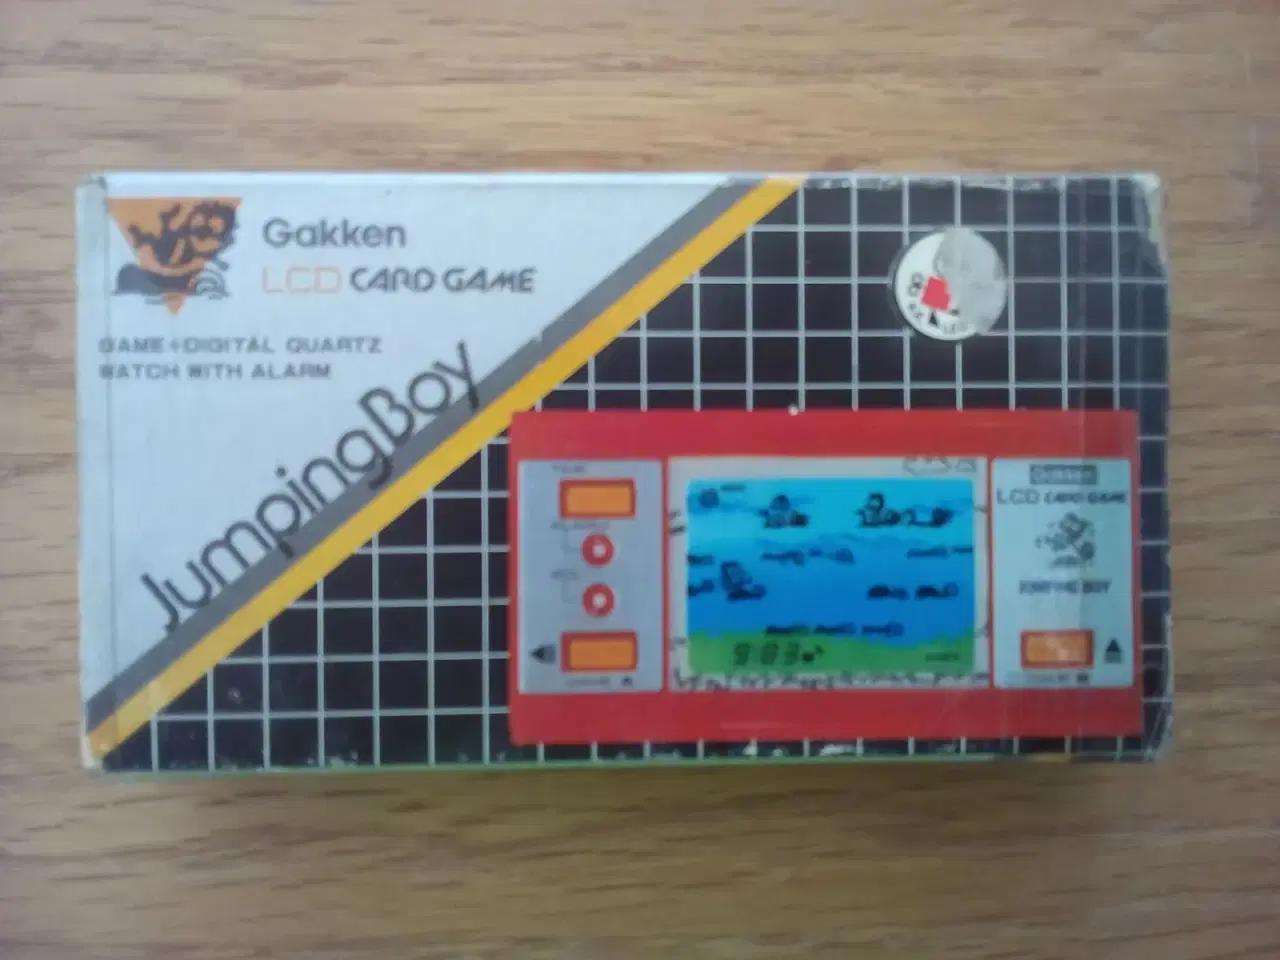 Gakken
LCD CARD GAME
GAME+DIGITAL QUARTZ
WATCH WITH ALARM
JumpingBoy
Gakken
LCD CARD GAME
JUMPING BOY